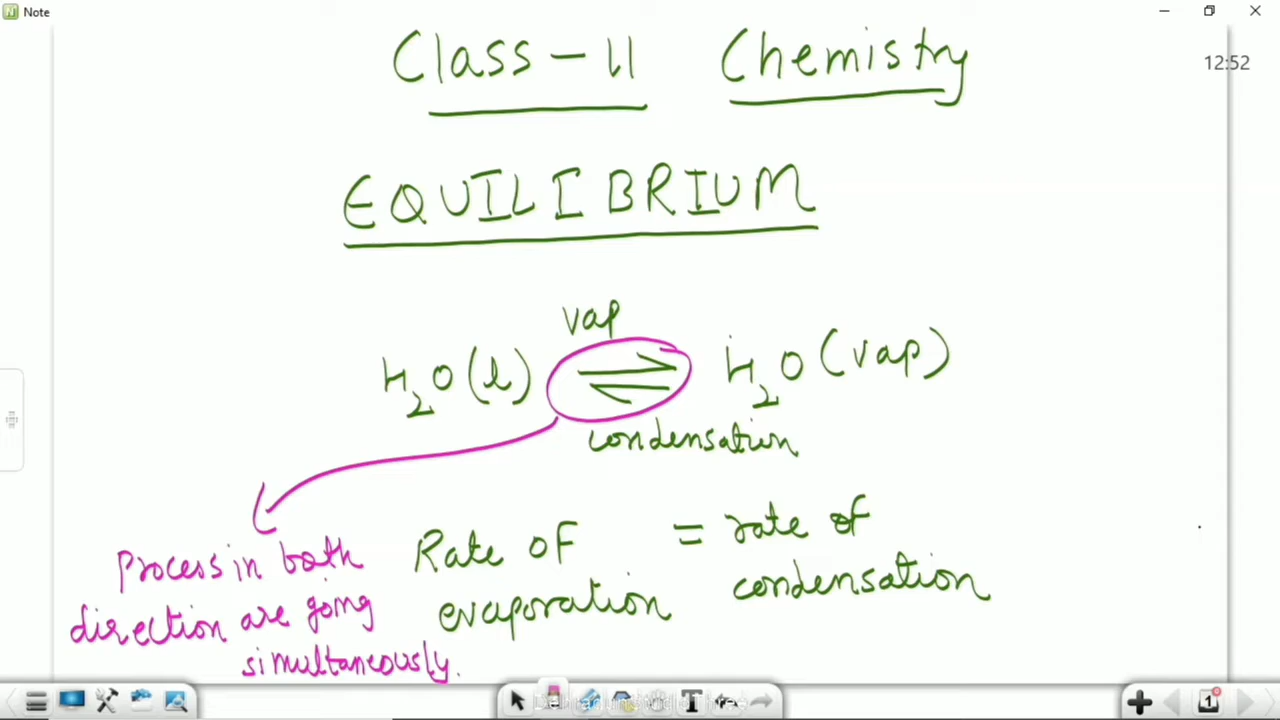 Note
12:52
Class-11 Chemistry
EQUILIBRIUM
vap
H2O(l) ⇌ H2O(vap)
condensation
Process in both
direction are going
simultaneously.
Rate of = rate of
evaporation condensation
T
1